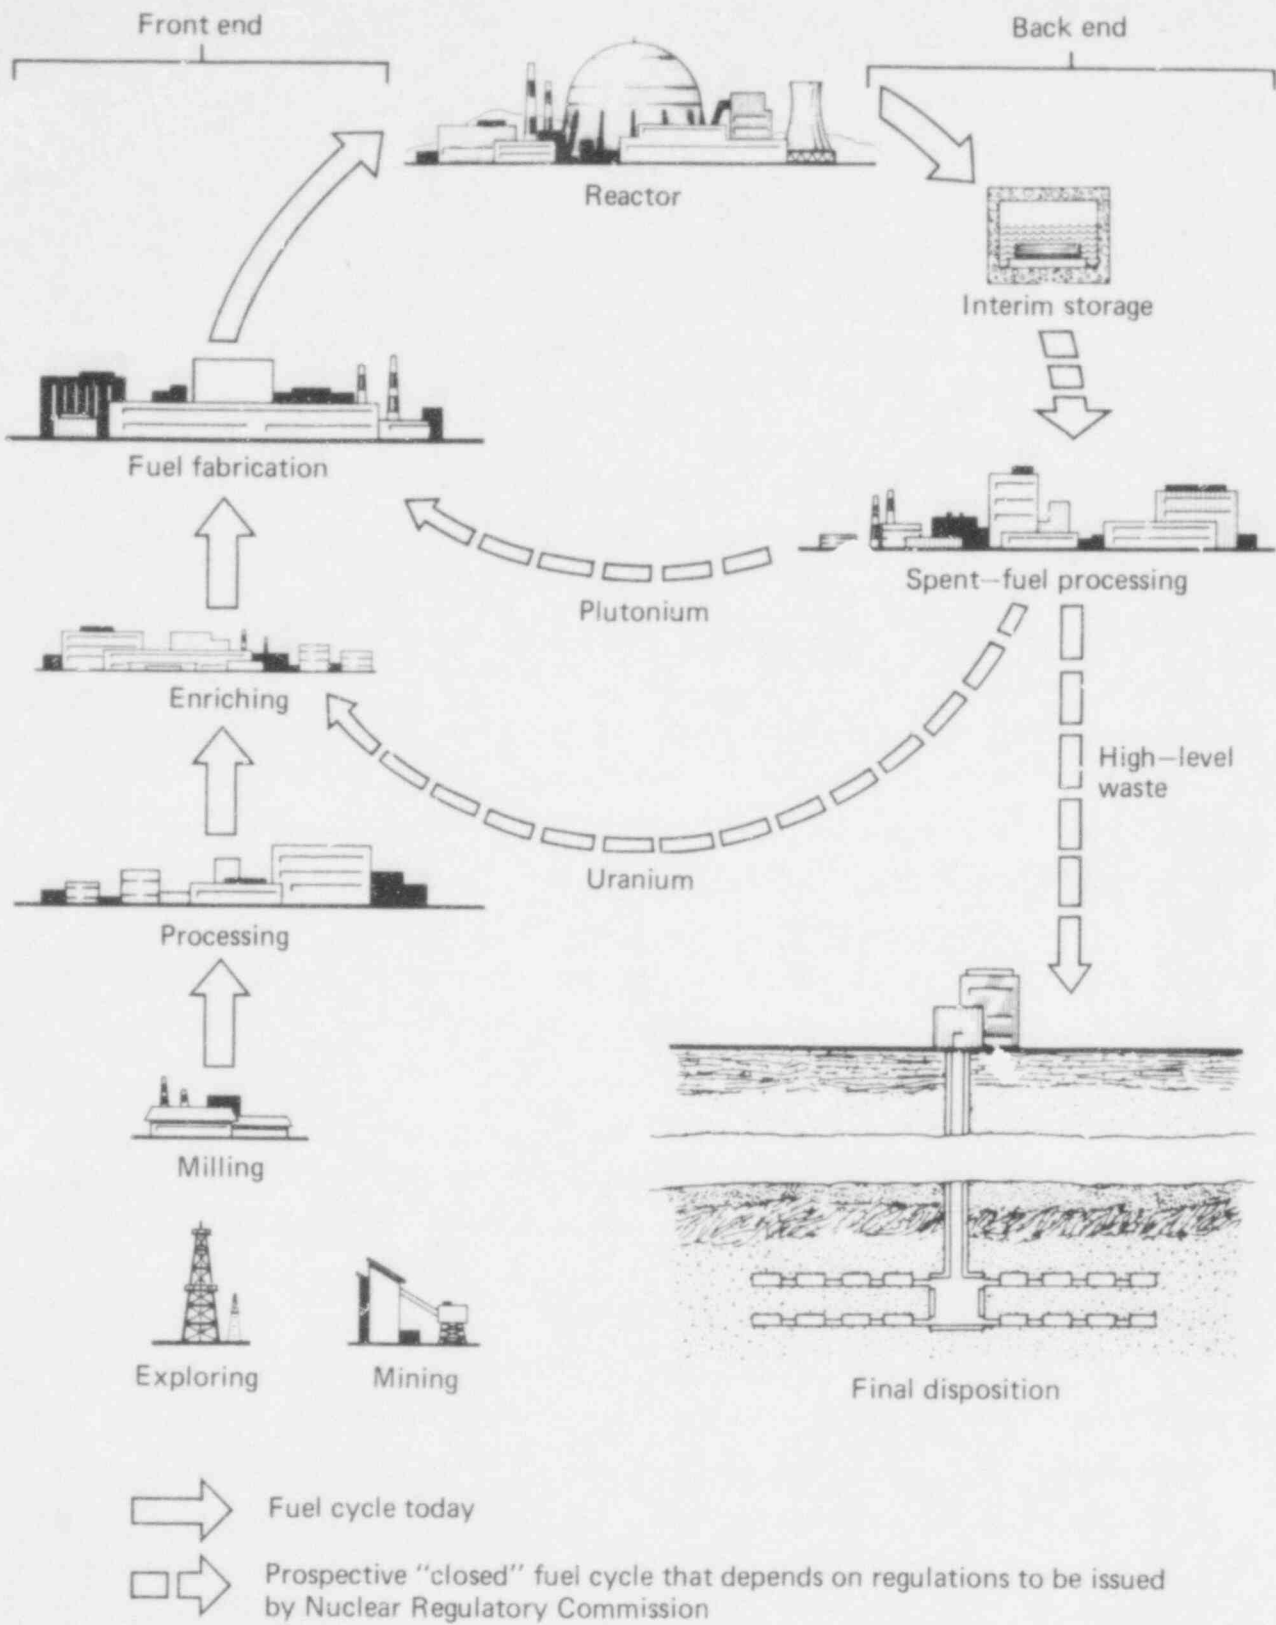 Front end
Back end
Reactor
Interim storage
Fuel fabrication
Plutonium
Spent—fuel processing
Enriching
High—level
waste
Uranium
Processing
Milling
Exploring
Mining
Final disposition
Fuel cycle today
Prospective "closed" fuel cycle that depends on regulations to be issued
by Nuclear Regulatory Commission